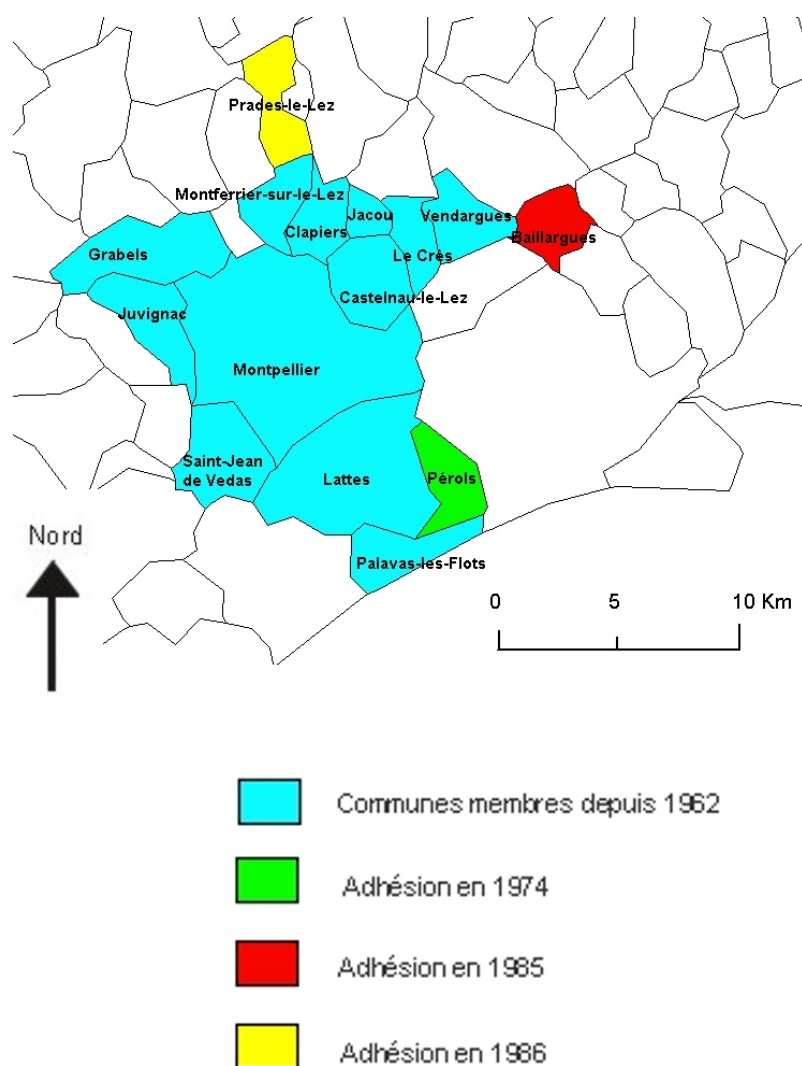 Prades-le-Lez
Montferrier-sur-le-Lez
Jacou
Vendargues
Clapiers
Baillargues
Grabels
Le Crès
Castelnau-le-Lez
Juvignac
Montpellier
Saint-Jean
de Vedas
Lattes
Pérols
Nord
Palavas-les-Flots
0 5 10 Km
Communes membres depuis 1962
Adhésion en 1974
Adhésion en 1985
Adhésion en 1986